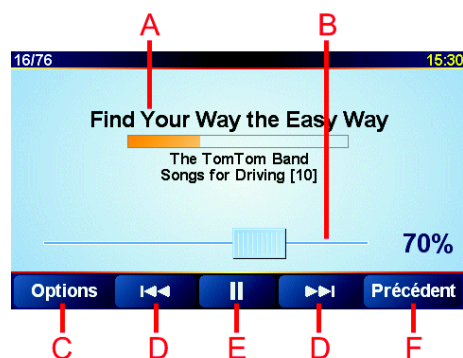 A B
16/76 15:30
Find Your Way the Easy Way
The TomTom Band
Songs for Driving [10]
70%
Options Précédent
C D E D F